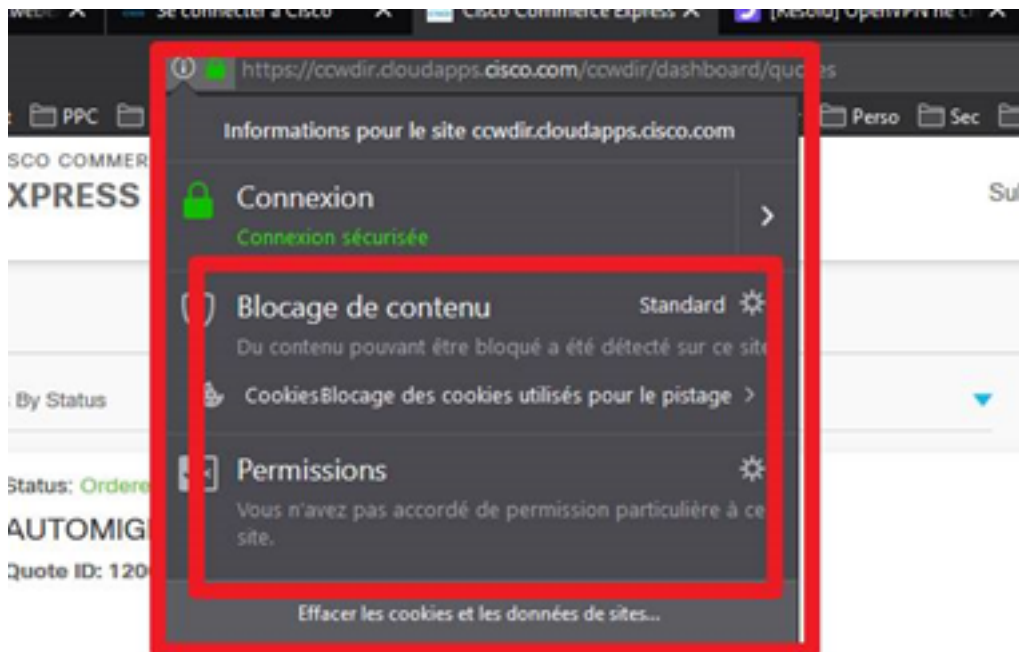 Se connecter à Cisco
Cisco Commerce Express
[Résolu] OpenVPN ne c
https://ccwdir.cloudapps.cisco.com/ccwdir/dashboard/quotes
PPC
Perso
Sec
Informations pour le site ccwdir.cloudapps.cisco.com
SCO COMMER
XPRESS
Connexion
Connexion sécurisée
Blocage de contenu
Standard
Du contenu pouvant être bloqué a été détecté sur ce site
By Status
CookiesBlocage des cookies utilisés pour le pistage
Status: Ordere
Permissions
Vous n'avez pas accordé de permission particulière à ce
site.
AUTOMIG
Quote ID: 120
Effacer les cookies et les données de sites...